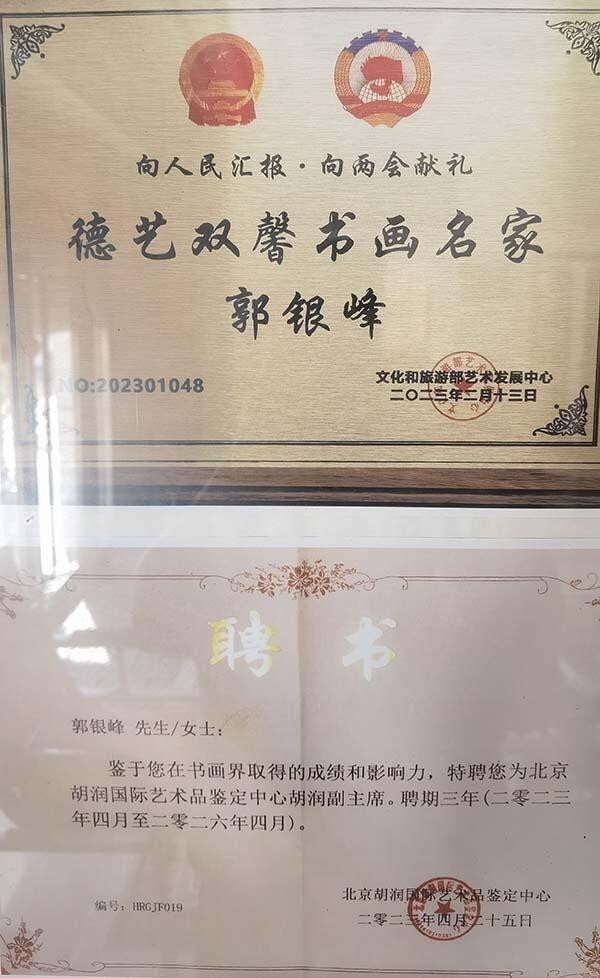 向人民汇报·向两会献礼
德艺双馨书画名家
郭银峰
NO:202301048
文化和旅游部艺术发展中心
二〇二三年二月十三日
聘 书
郭银峰 先生/女士:
鉴于您在书画界取得的成绩和影响力，特聘您为北京
胡润国际艺术品鉴定中心胡润副主席。聘期三年(二零二三
年四月至二零二六年四月)。
北京胡润国际艺术品鉴定中心
编号: HRGJF019
二零二三年四月二十五日